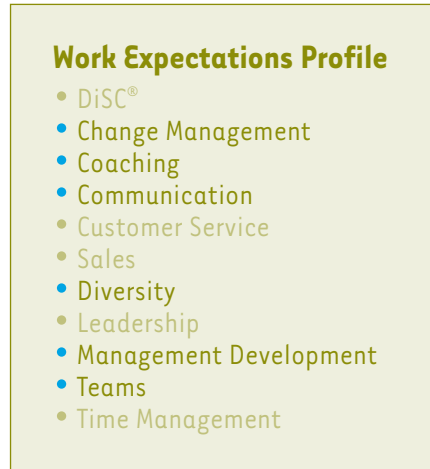 Work Expectations Profile
• DiSC®
• Change Management
• Coaching
• Communication
• Customer Service
• Sales
• Diversity
• Leadership
• Management Development
• Teams
• Time Management